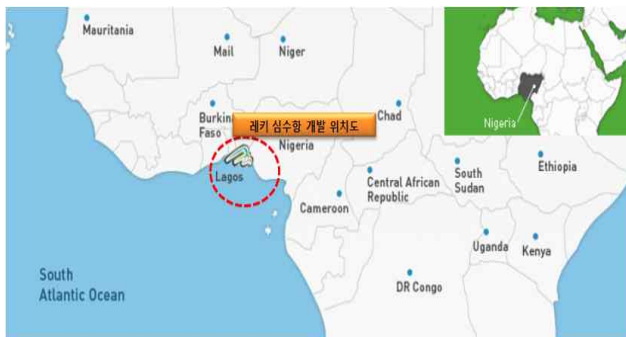 Mauritania
Mail
Niger
Nigeria
Burkina
Faso
레키 심수항 개발 위치도
Chad
Nigeria
Lagos
Central African
Republic
South
Sudan
Ethiopia
Cameroon
Uganda
Kenya
South
Atlantic Ocean
DR Congo